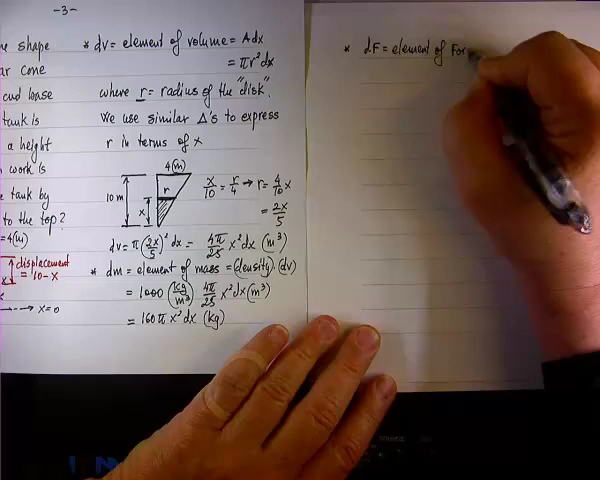 -3-
shape
* dv = element of volume = Adx
ar cone
= πr²dx
and base
where r = radius of the "disk".
tank is
We use similar Δ's to express
a height
r in terms of x
work is
e tank by
to the top?
= 4(m)
4(m)
10 m
r
x
x/10 = r/4 → r = 4/10 x
= 2x/5
dv = π(2x/5)² dx = 4π/25 x² dx (m³)
displacement
= 10-x
* dm = element of mass = (density)(dv)
= 1000 (kg/m³) 4π/25 x² dx (m³)
→ x=0
= 160π x² dx (kg)
* dF = element of For